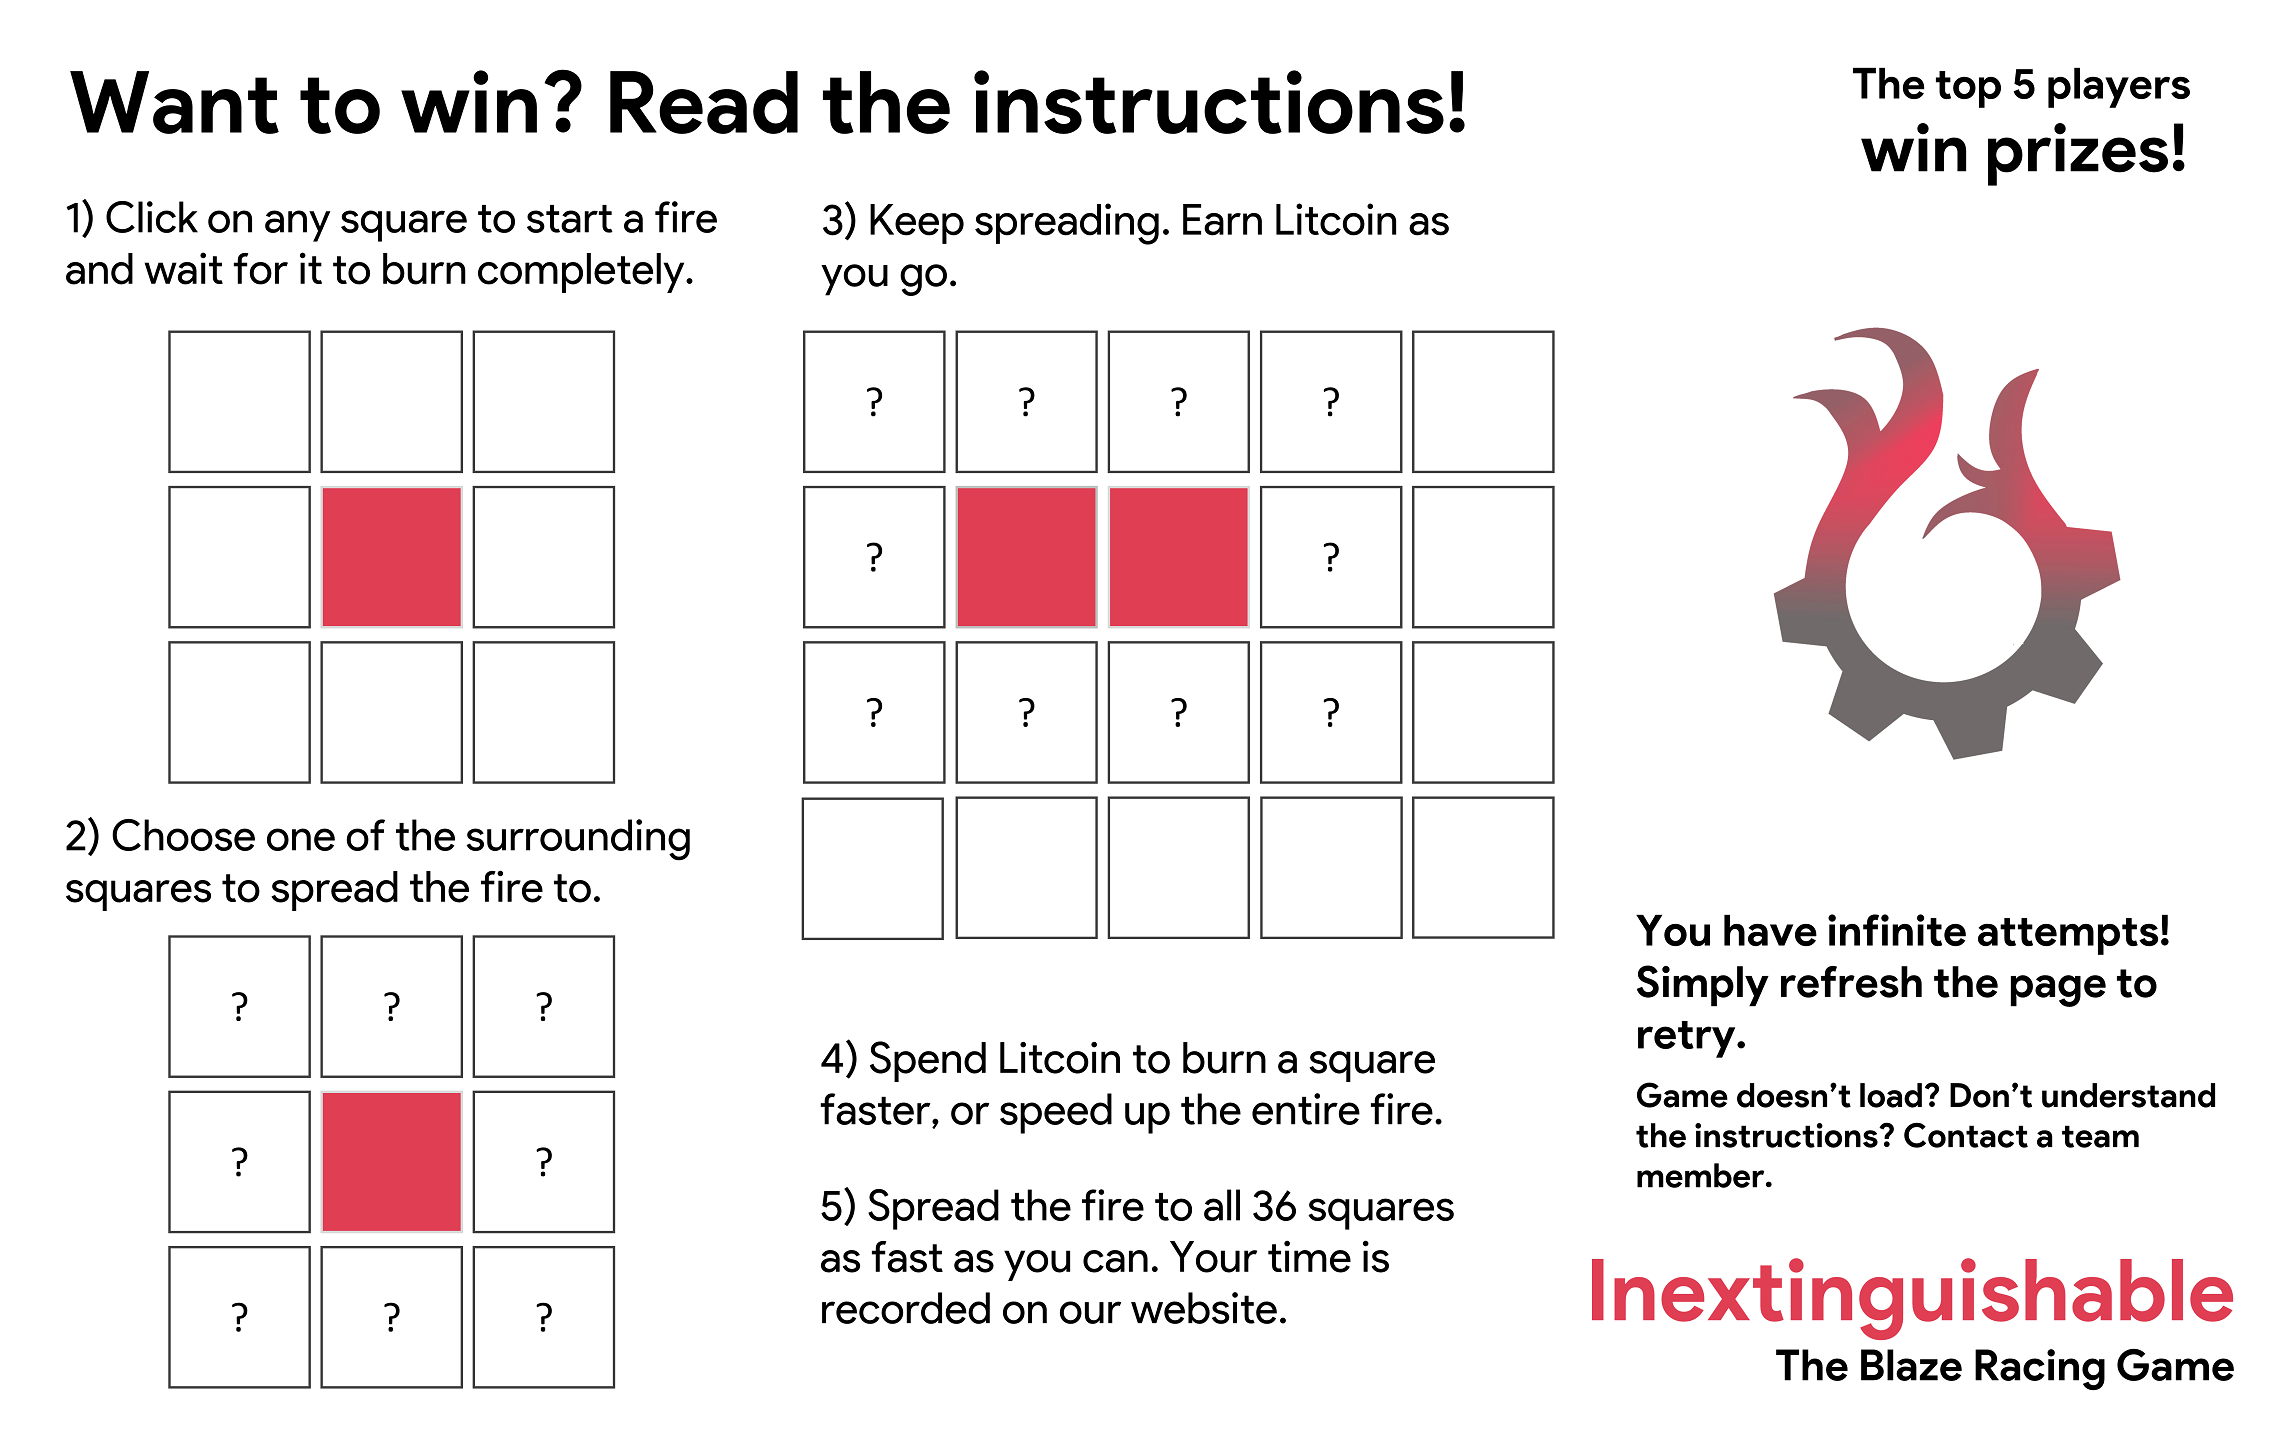 Want to win? Read the instructions!
1) Click on any square to start a fire
and wait for it to burn completely.
2) Choose one of the surrounding
squares to spread the fire to.
? ? ?
? ?
? ? ?
3) Keep spreading. Earn Litcoin as
you go.
? ? ? ?
? ?
? ? ? ?
4) Spend Litcoin to burn a square
faster, or speed up the entire fire.
5) Spread the fire to all 36 squares
as fast as you can. Your time is
recorded on our website.
The top 5 players
win prizes!
You have infinite attempts!
Simply refresh the page to
retry.
Game doesn’t load? Don’t understand
the instructions? Contact a team
member.
Inextinguishable
The Blaze Racing Game